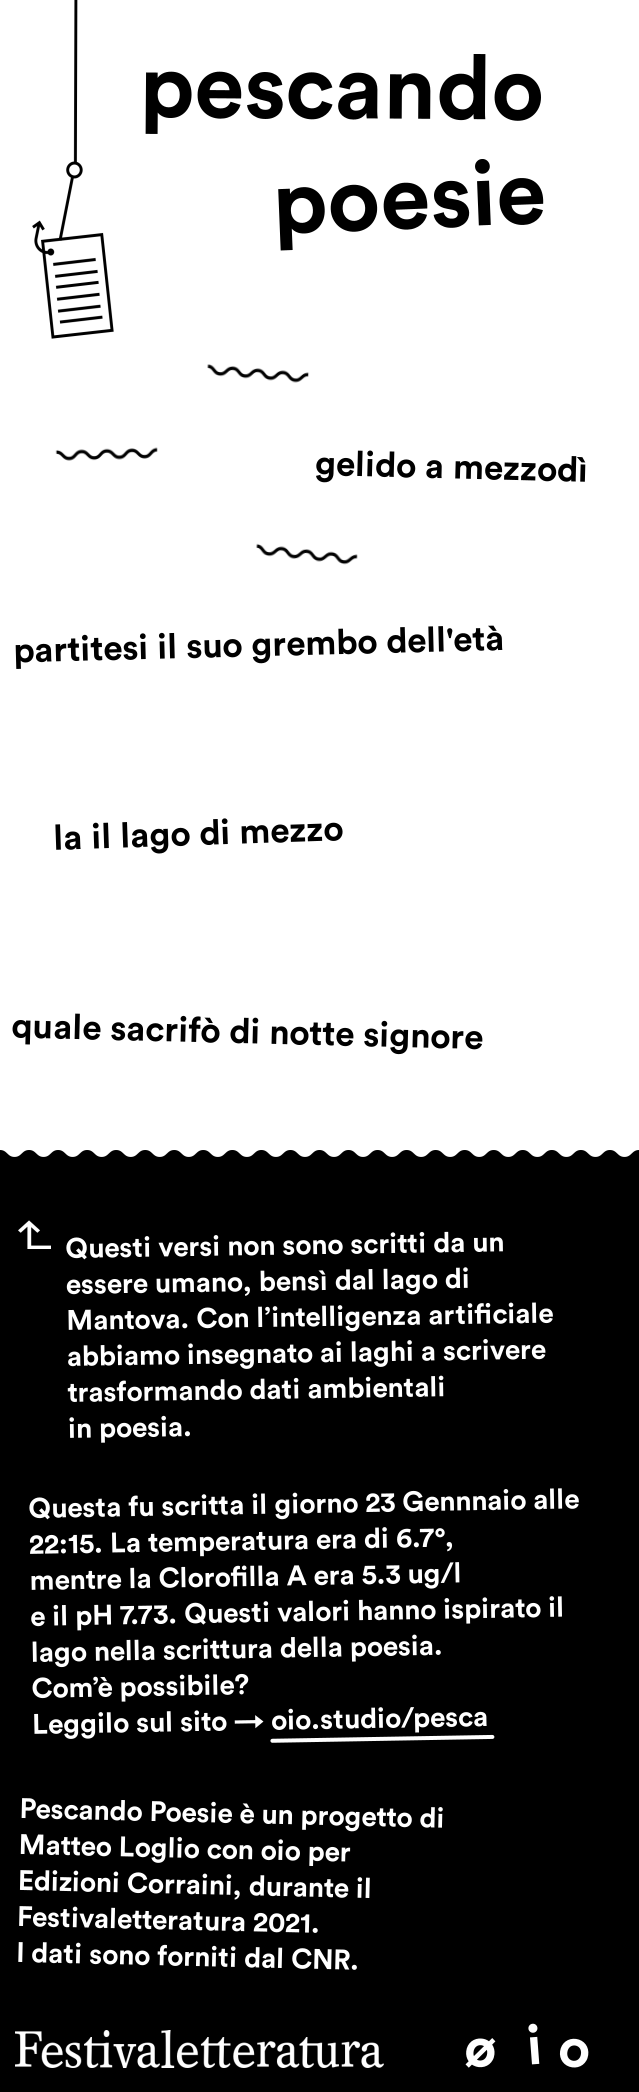 pescando
poesie
gelido a mezzodì
partitesi il suo grembo dell'età
la il lago di mezzo
quale sacrifò di notte signore
Questi versi non sono scritti da un
essere umano, bensì dal lago di
Mantova. Con l’intelligenza artificiale
abbiamo insegnato ai laghi a scrivere
trasformando dati ambientali
in poesia.
Questa fu scritta il giorno 23 Gennnaio alle
22:15. La temperatura era di 6.7°,
mentre la Clorofilla A era 5.3 ug/l
e il pH 7.73. Questi valori hanno ispirato il
lago nella scrittura della poesia.
Com’è possibile?
Leggilo sul sito → oio.studio/pesca
Pescando Poesie è un progetto di
Matteo Loglio con oio per
Edizioni Corraini, durante il
Festivaletteratura 2021.
I dati sono forniti dal CNR.
Festivaletteratura ø i o